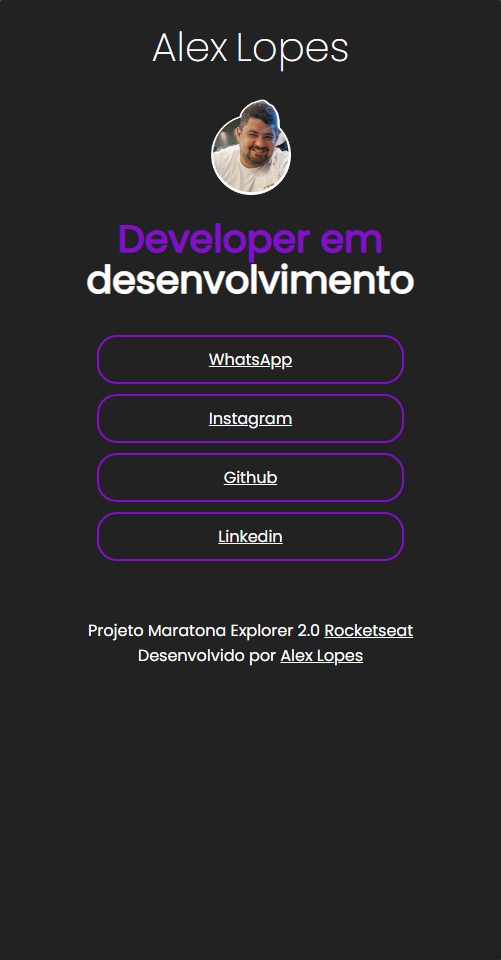 Alex Lopes
Developer em
desenvolvimento
WhatsApp
Instagram
Github
Linkedin
Projeto Maratona Explorer 2.0 Rocketseat
Desenvolvido por Alex Lopes